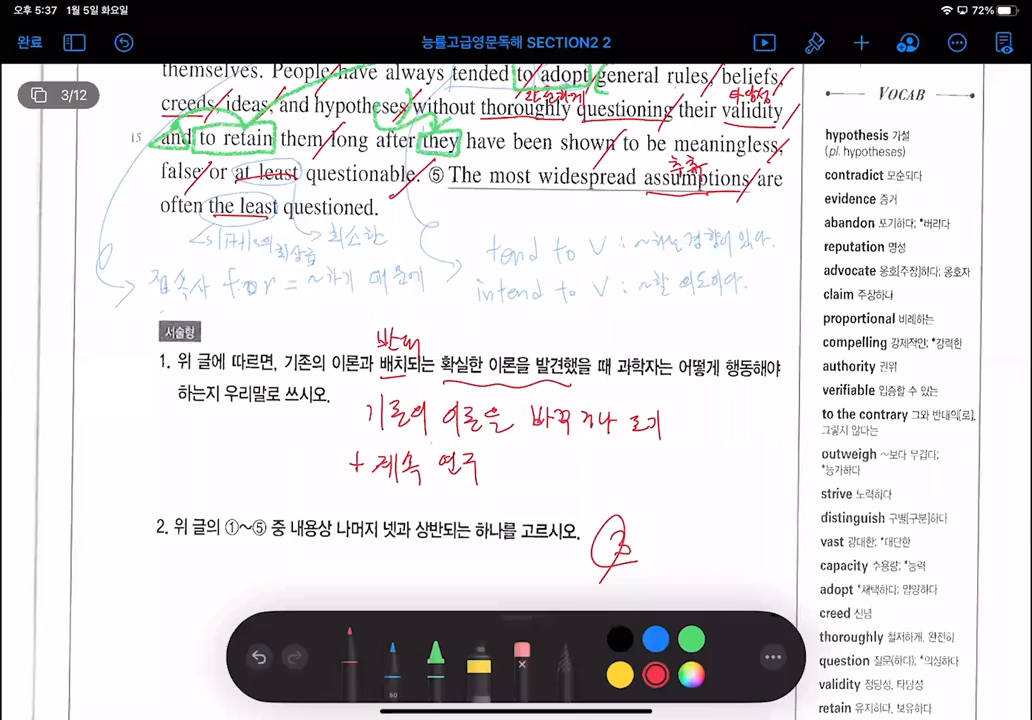 오후 5:37 1월 5일 화요일
72%
완료
능률고급영문독해 SECTION2 2
3/12
themselves. People have always tended to adopt general rules, beliefs,
creeds, ideas, and hypotheses without thoroughly questioning their validity
타당성
15 and to retain them long after they have been shown to be meaningless,
추측
false or at least questionable. ⑤ The most widespread assumptions are
often the least questioned.
최소한
접속사 for = ~하기 때문에
tend to V : ~하는 경향이 있다.
intend to V : ~할 의도이다.
서술형
반대
1. 위 글에 따르면, 기존의 이론과 배치되는 확실한 이론을 발견했을 때 과학자는 어떻게 행동해야
하는지 우리말로 쓰시오.
기존의 이론을 바꾸거나 포기
+ 계속 연구
2. 위 글의 ①~⑤ 중 내용상 나머지 넷과 상반되는 하나를 고르시오.
3
50
VOCAB
hypothesis 가설
(pl. hypotheses)
contradict 모순되다
evidence 증거
abandon 포기하다; *버리다
reputation 명성
advocate 옹호[주장]하다; 옹호자
claim 주장하다
proportional 비례하는
compelling 강제적인; *강력한
authority 권위
verifiable 입증할 수 있는
to the contrary 그와 반대의[로],
그렇지 않다는
outweigh ~보다 무겁다;
*능가하다
strive 노력하다
distinguish 구별[구분]하다
vast 광대한; *대단한
capacity 수용량; *능력
adopt *채택하다; 입양하다
creed 신념
thoroughly 철저하게, 완전히
question 질문(하다); *의심하다
validity 정당성, 타당성
retain 유지하다, 보유하다